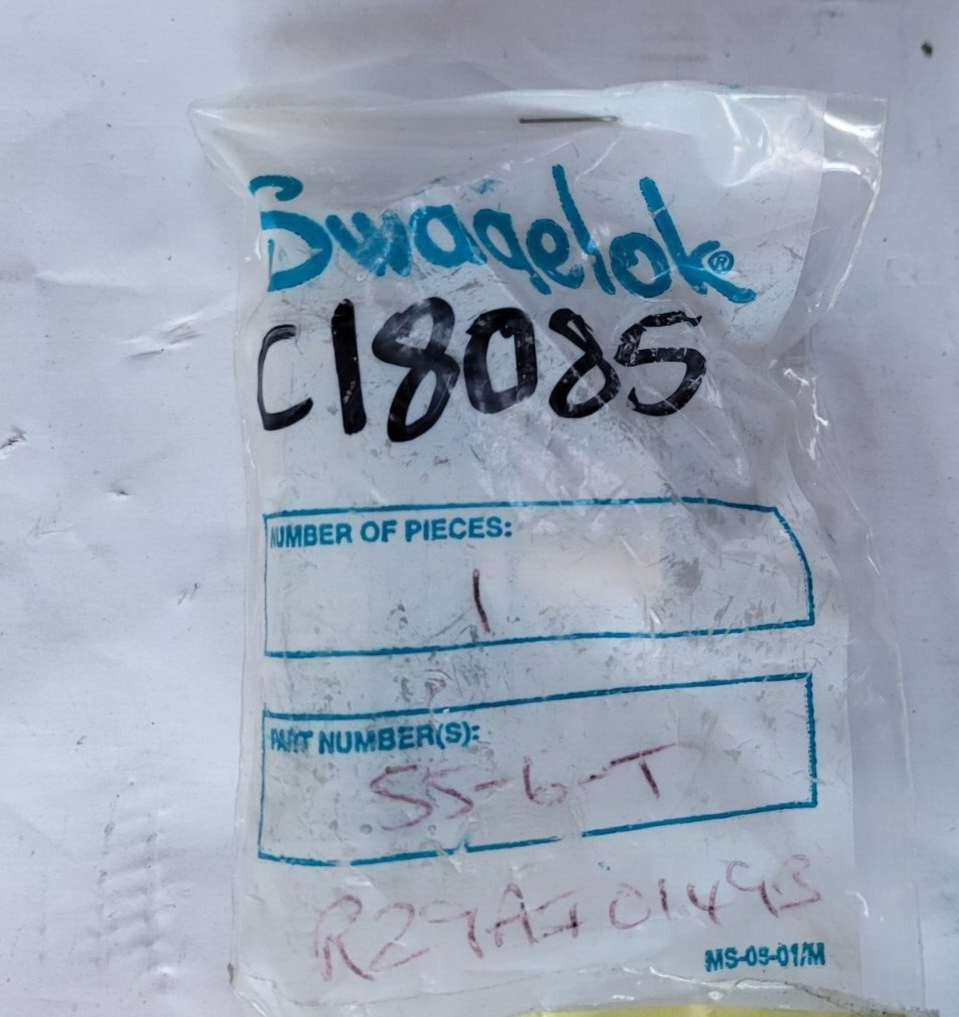 Swagelok®
C18085
NUMBER OF PIECES:
1
PART NUMBER(S):
SS-6-T
MS-09-01/M